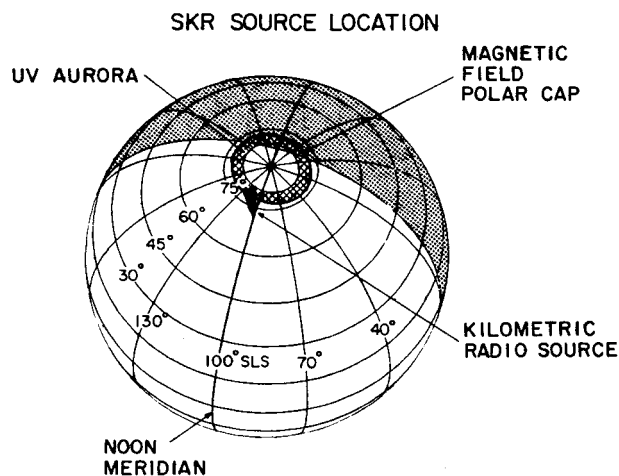 SKR SOURCE LOCATION
UV AURORA
MAGNETIC
FIELD
POLAR CAP
75°
60°
45°
30°
130°
100° SLS
70°
40°
KILOMETRIC
RADIO SOURCE
NOON
MERIDIAN